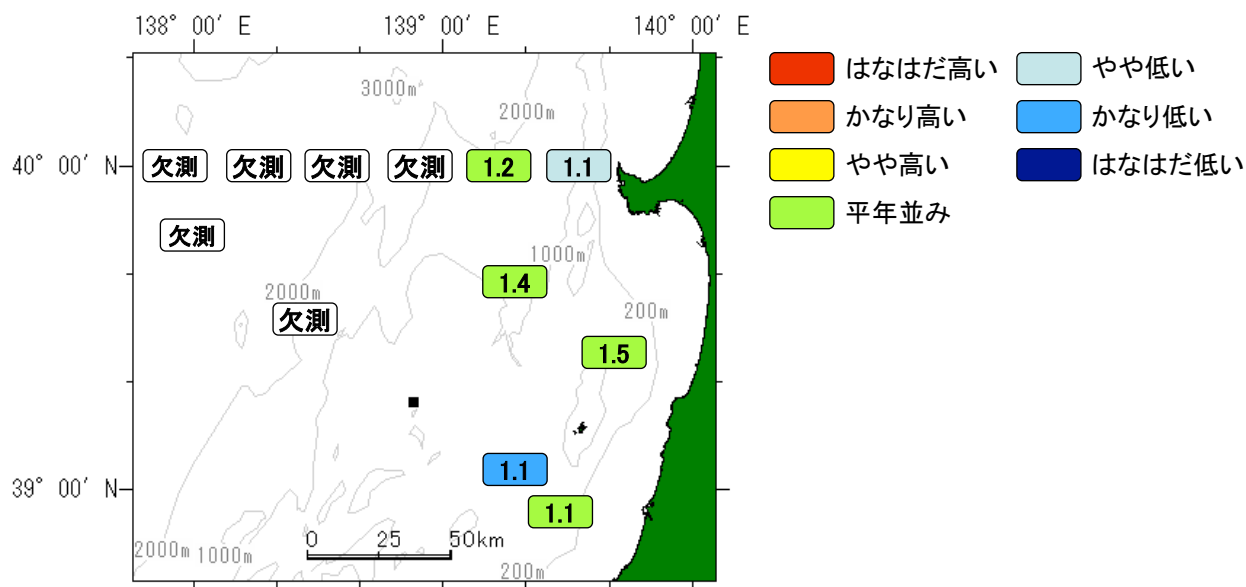 138° 00′ E 139° 00′ E 140° 00′ E
はなはだ高い やや低い
かなり高い かなり低い
やや高い はなはだ低い
平年並み
3000m
2000m
40° 00′ N 欠測 欠測 欠測 欠測 1.2 1.1
欠測
1000m
1.4
2000m
200m
欠測
1.5
1.1
39° 00′ N
1.1
0 25 50km
2000m 1000m
200m